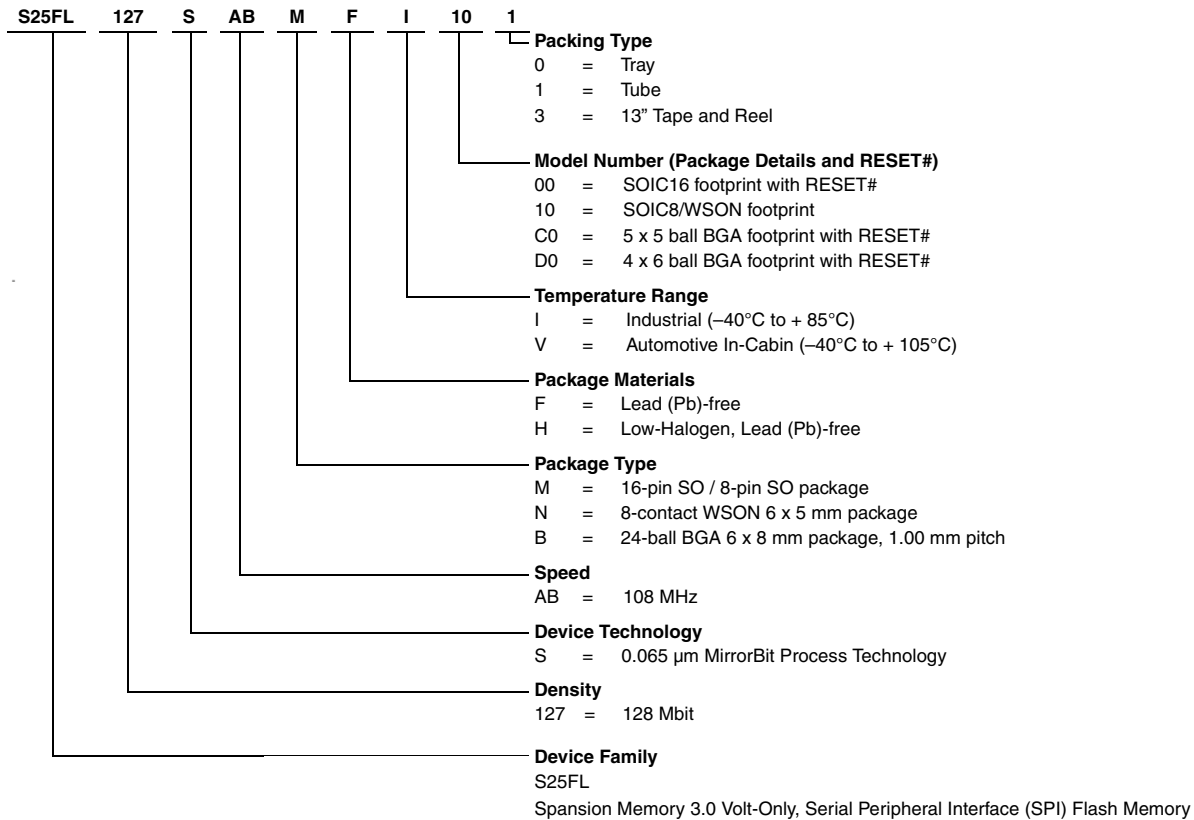 S25FL 127 S AB M F I 10 1
Packing Type
0 = Tray
1 = Tube
3 = 13” Tape and Reel
Model Number (Package Details and RESET#)
00 = SOIC16 footprint with RESET#
10 = SOIC8/WSON footprint
C0 = 5 x 5 ball BGA footprint with RESET#
D0 = 4 x 6 ball BGA footprint with RESET#
Temperature Range
I = Industrial (–40°C to + 85°C)
V = Automotive In-Cabin (–40°C to + 105°C)
Package Materials
F = Lead (Pb)-free
H = Low-Halogen, Lead (Pb)-free
Package Type
M = 16-pin SO / 8-pin SO package
N = 8-contact WSON 6 x 5 mm package
B = 24-ball BGA 6 x 8 mm package, 1.00 mm pitch
Speed
AB = 108 MHz
Device Technology
S = 0.065 µm MirrorBit Process Technology
Density
127 = 128 Mbit
Device Family
S25FL
Spansion Memory 3.0 Volt-Only, Serial Peripheral Interface (SPI) Flash Memory